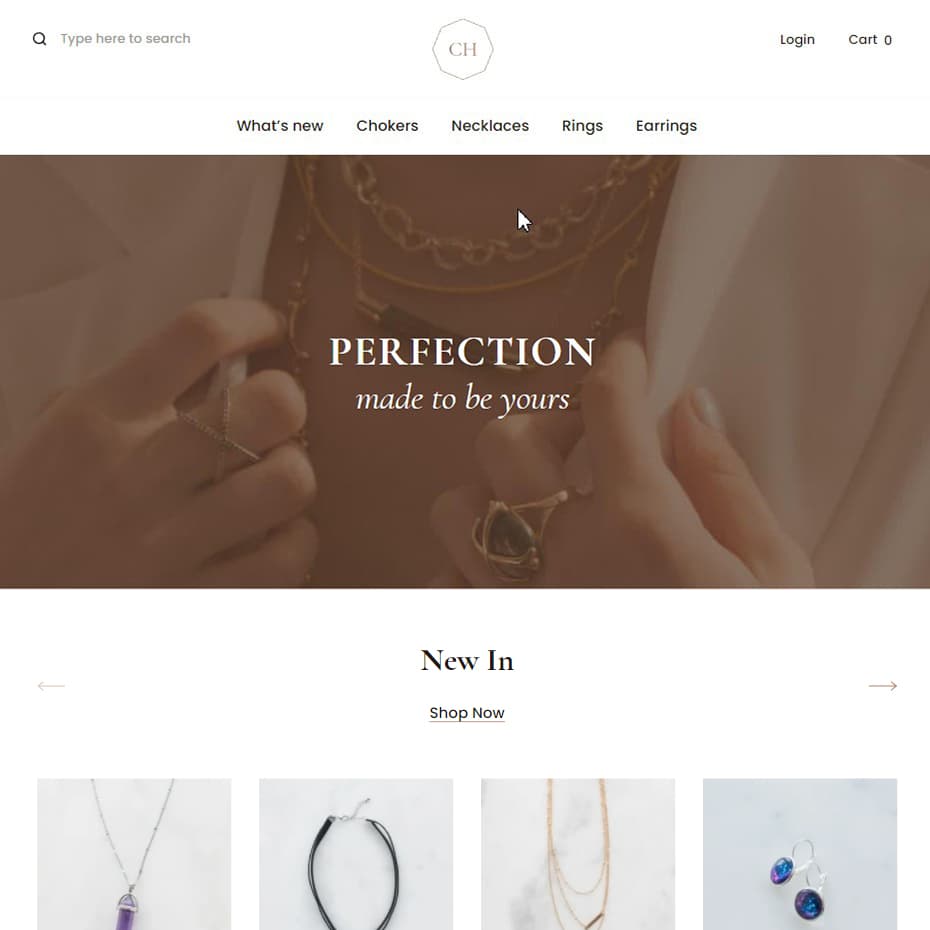 Type here to search
CH
Login
Cart 0
What's new
Chokers
Necklaces
Rings
Earrings
PERFECTION
made to be yours
New In
Shop Now